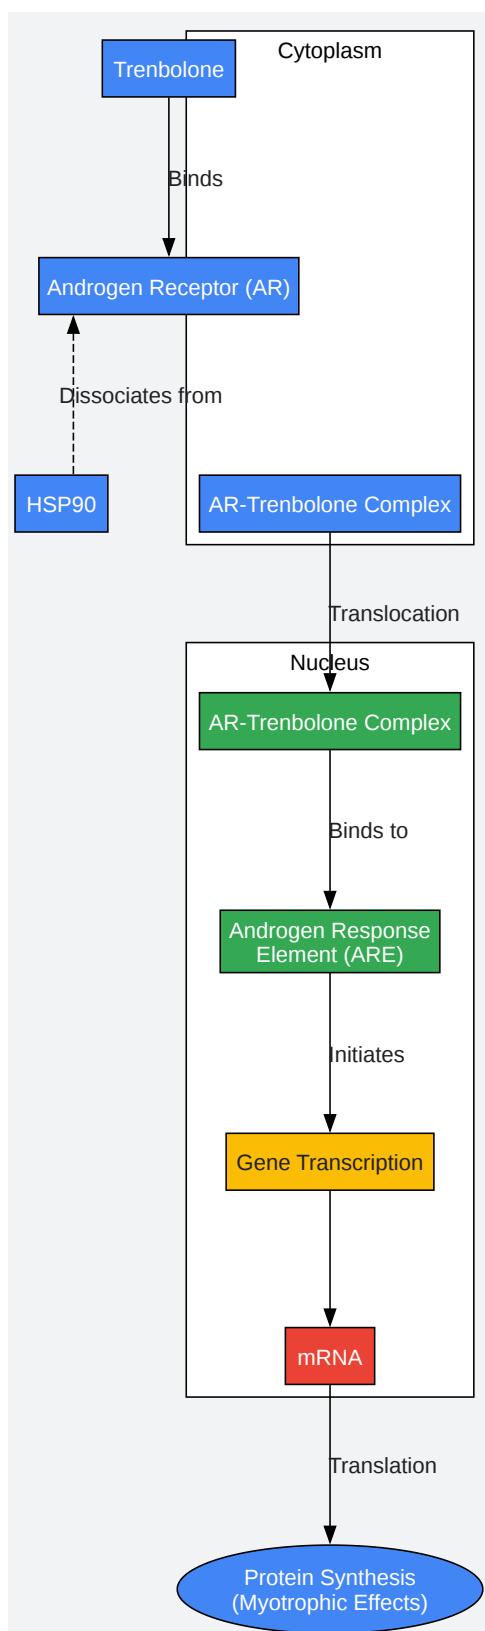 Cytoplasm
Trenbolone
Binds
Androgen Receptor (AR)
Dissociates from
HSP90
AR-Trenbolone Complex
Translocation
Nucleus
AR-Trenbolone Complex
Binds to
Androgen Response
Element (ARE)
Initiates
Gene Transcription
mRNA
Translation
Protein Synthesis
(Myotrophic Effects)